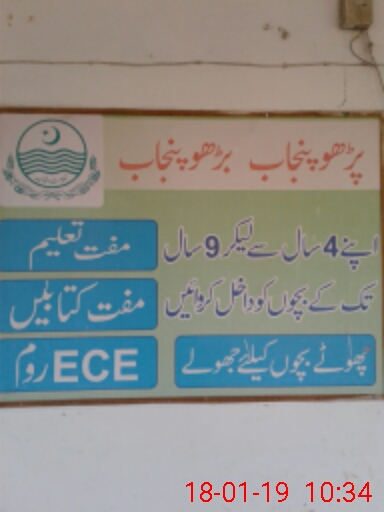 پڑھو پنجاب بڑھو پنجاب
اپنے 4 سال سے لیکر 9 سال
تک کے بچوں کو داخل کروائیں
چھوٹے بچوں کیلئے جھولے
مفت تعلیم
مفت کتابیں
ECE روم
18-01-19 10:34